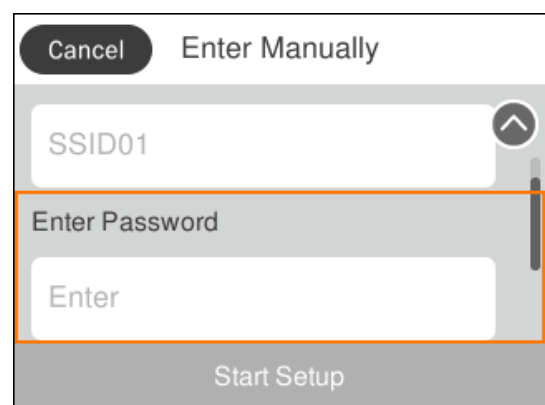 Cancel Enter Manually
SSID01
Enter Password
Enter
Start Setup